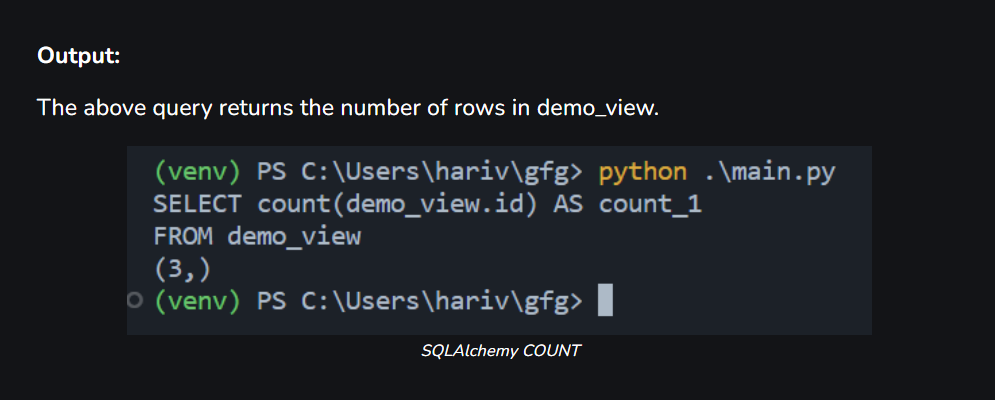 Output:
The above query returns the number of rows in demo_view.
(venv) PS C:\Users\hariv\gfg> python .\main.py
SELECT count(demo_view.id) AS count_1
FROM demo_view
(3,)
(venv) PS C:\Users\hariv\gfg>
SQLAlchemy COUNT